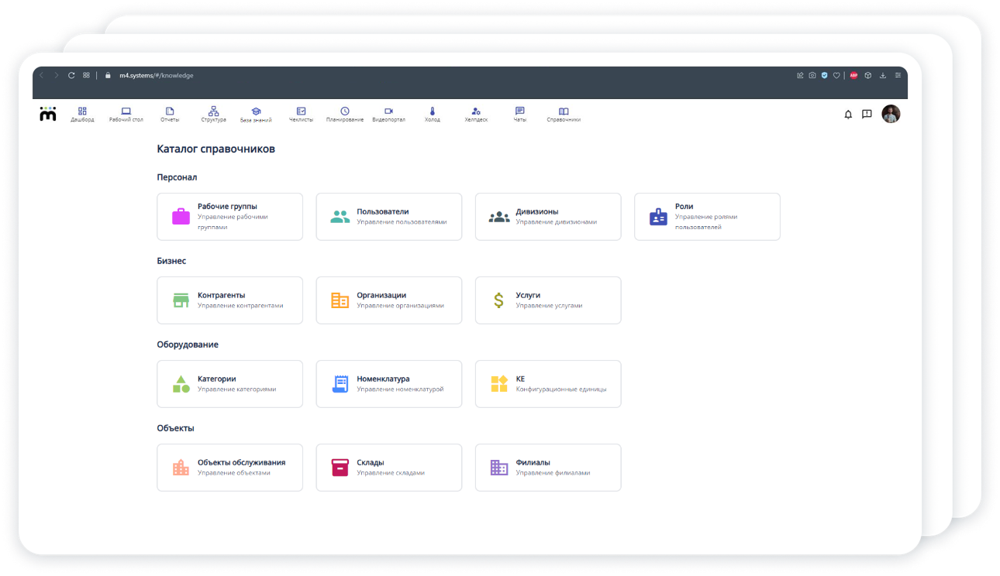 m4.systems/#/knowledge
ABP
m
Дашборд Рабочий стол Отчеты Структура База знаний Чеклисты Планирование Видеопортал Холод Хелпдеск Чаты Справочники
Каталог справочников
Персонал
Рабочие группы
Управление рабочими
группами
Пользователи
Управление пользователями
Дивизионы
Управление дивизионами
Роли
Управление ролями
пользователей
Бизнес
Контрагенты
Управление контрагентами
Организации
Управление организациями
Услуги
Управление услугами
Оборудование
Категории
Управление категориями
Номенклатура
Управление номенклатурой
КЕ
Конфигурационные единицы
Объекты
Объекты обслуживания
Управление объектами
Склады
Управление складами
Филиалы
Управление филиалами